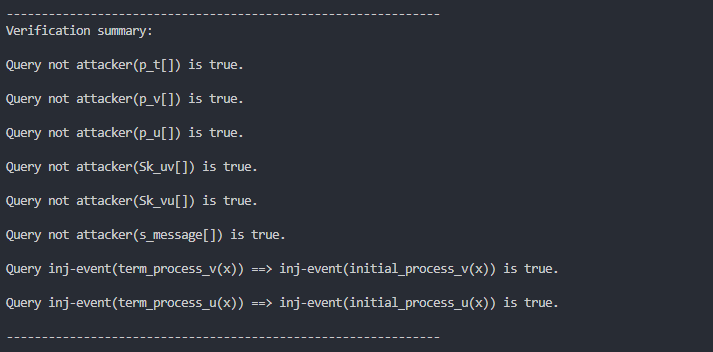 --------------------------------------------------------------
Verification summary:
Query not attacker(p_t[]) is true.
Query not attacker(p_v[]) is true.
Query not attacker(p_u[]) is true.
Query not attacker(Sk_uv[]) is true.
Query not attacker(Sk_vu[]) is true.
Query not attacker(s_message[]) is true.
Query inj-event(term_process_v(x)) ==> inj-event(initial_process_v(x)) is true.
Query inj-event(term_process_u(x)) ==> inj-event(initial_process_u(x)) is true.
--------------------------------------------------------------